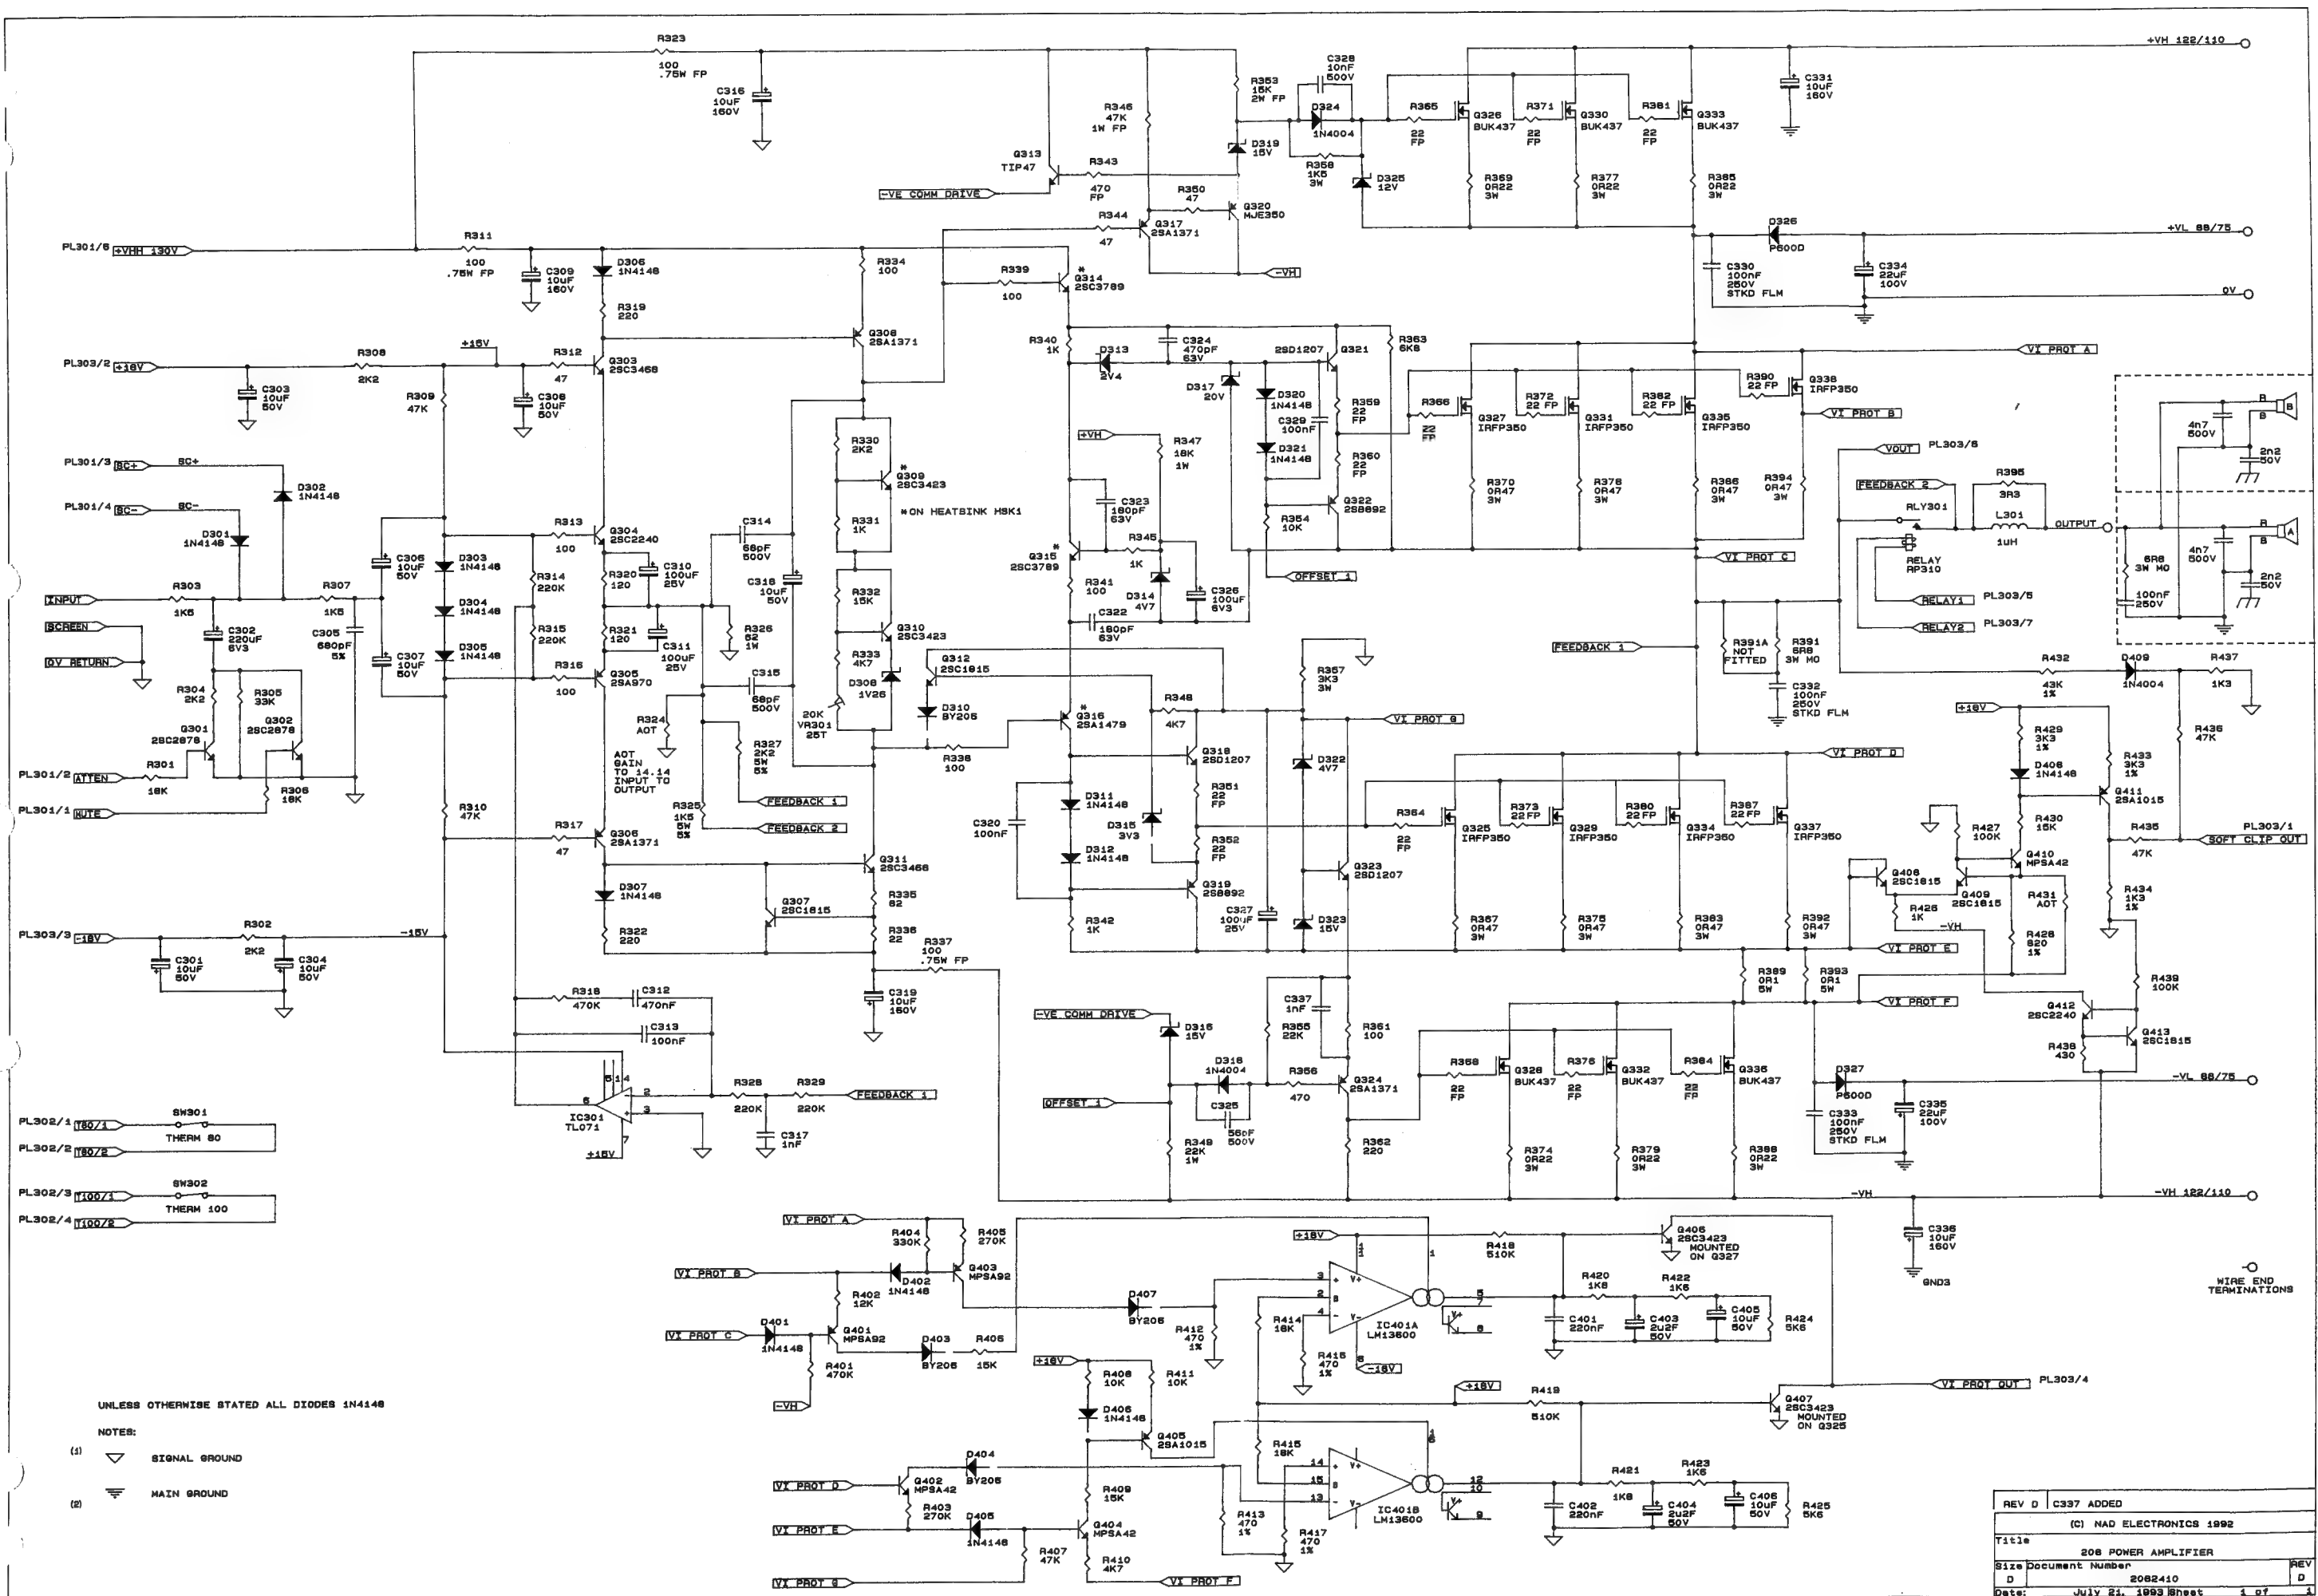 R323
100
.75W FP
C316
10uF
160V
R346
47K
1W FP
R353
15K
2W FP
C328
10nF
500V
D324
1N4004
R365
22
FP
Q326
BUK437
R371
22
FP
Q330
BUK437
R381
22
FP
Q333
BUK437
C331
10uF
160V
+VH 122/110
Q313
TIP47
R343
470
FP
D319
15V
R358
1K5
3W
D325
12V
R369
0R22
3W
R377
0R22
3W
R385
0R22
3W
-VE COMM DRIVE
R350
47
Q320
MJE350
R344
47
Q317
2SA1371
-VH
D326
P600D
+VL 88/75
C330
100nF
250V
STKD FLM
C334
22uF
100V
0V
PL301/6 +VHH 130V
R311
100
.75W FP
C309
10uF
160V
D306
1N4148
R319
220
R334
100
R339
100
*
Q314
2SC3789
Q308
2SA1371
PL303/2 +18V
C303
10uF
50V
R308
2K2
+15V
R309
47K
C308
10uF
50V
R312
47
Q303
2SC3468
R340
1K
D313
2V4
C324
470pF
63V
2SD1207
Q321
R363
6K8
D317
20V
D320
1N4148
C329
100nF
D321
1N4148
R359
22
FP
R360
22
FP
R354
10K
Q322
2SB892
OFFSET 1
R366
22
FP
Q327
IRFP350
R372
22 FP
Q331
IRFP350
R382
22 FP
Q335
IRFP350
R390
22 FP
Q338
IRFP350
R370
0R47
3W
R378
0R47
3W
R386
0R47
3W
R394
0R47
3W
VI PROT A
VI PROT B
VI PROT C
VOUT PL303/6
FEEDBACK 2
RLY301
RELAY
RP310
R395
3R3
L301
1uH
OUTPUT
RELAY1 PL303/5
RELAY2 PL303/7
4n7
500V
R
B
B
2n2
50V
6R8
3W MO
100nF
250V
4n7
500V
R
B
A
2n2
50V
PL301/3 SC+
SC+
PL301/4 SC-
SC-
D302
1N4148
D301
1N4148
INPUT
R303
1K5
R307
1K5
SCREEN
0V RETURN
C302
220uF
6V3
C305
680pF
5%
R304
2K2
R305
33K
Q301
2SC2878
Q302
2SC2878
PL301/2 ATTEN
R301
18K
PL301/1 MUTE
R306
18K
C306
10uF
50V
C307
10uF
50V
D303
1N4148
D304
1N4148
D305
1N4148
R313
100
Q304
2SC2240
R314
220K
R315
220K
R316
100
Q305
2SA970
R320
120
C310
100uF
25V
R321
120
C311
100uF
25V
R326
82
1W
C314
68pF
500V
C315
68pF
500V
C318
10uF
50V
R324
AOT
AOT
GAIN
TO 14.14
INPUT TO
OUTPUT
R325
1K5
5W
5%
R327
2K2
5W
5%
FEEDBACK 1
FEEDBACK 2
R330
2K2
*
Q309
2SC3423
*ON HEATSINK HSK1
R331
1K
R332
15K
Q310
2SC3423
R333
4K7
D308
1V26
20K
VR301
25T
+VH
R347
18K
1W
C323
180pF
63V
*
Q315
2SC3789
R345
1K
R341
100
D314
4V7
C326
100uF
6V3
C322
180pF
63V
Q312
2SC1815
D310
BY206
R338
100
*
Q316
2SA1479
R348
4K7
R357
3K3
3W
Q318
2SD1207
VI PROT G
D322
4V7
R351
22
FP
D311
1N4148
D315
3V3
C320
100nF
D312
1N4148
R352
22
FP
Q319
2SB892
R342
1K
C327
100uF
25V
D323
15V
Q323
2SD1207
FEEDBACK 1
R391A
NOT
FITTED
R391
6R8
3W MO
C332
100nF
250V
STKD FLM
R432
43K
1%
D409
1N4004
R437
1K3
R436
47K
+18V
R429
3K3
1%
D408
1N4148
R433
3K3
1%
Q411
2SA1015
R427
100K
R430
15K
Q410
MPSA42
R435
47K
PL303/1
SOFT CLIP OUT
Q408
2SC1815
Q409
2SC1815
R431
AOT
R434
1K3
1%
R426
1K
-VH
R428
820
1%
R439
100K
Q412
2SC2240
Q413
2SC1815
R438
430
VI PROT D
R364
22
FP
Q325
IRFP350
R373
22 FP
Q329
IRFP350
R380
22 FP
Q334
IRFP350
R387
22 FP
Q337
IRFP350
R367
0R47
3W
R375
0R47
3W
R383
0R47
3W
R392
0R47
3W
VI PROT E
R389
0R1
5W
R393
0R1
5W
VI PROT F
R310
47K
R317
47
Q306
2SA1371
D307
1N4148
R322
220
Q307
2SC1815
Q311
2SC3468
R335
82
R336
22
R337
100
.75W FP
C319
10uF
160V
PL303/3 -18V
R302
2K2
-15V
C301
10uF
50V
C304
10uF
50V
R318
470K
C312
470nF
C313
100nF
5 1 4
2
6
3
7
IC301
TL071
+15V
R328
220K
R329
220K
FEEDBACK 1
C317
1nF
-VE COMM DRIVE
D316
15V
R355
22K
C337
1nF
R361
100
D318
1N4004
R356
470
Q324
2SA1371
OFFSET 1
C325
56pF
500V
R349
22K
1W
R362
220
R368
22
FP
Q328
BUK437
R376
22
FP
Q332
BUK437
R384
22
FP
Q336
BUK437
R374
0R22
3W
R379
0R22
3W
R388
0R22
3W
D327
P600D
-VL 88/75
C333
100nF
250V
STKD FLM
C335
22uF
100V
-VH
-VH 122/110
C336
10uF
160V
GND3
WIRE END
TERMINATIONS
PL302/1 T80/1
SW301
THERM 80
PL302/2 T80/2
PL302/3 T100/1
SW302
THERM 100
PL302/4 T100/2
VI PROT A
R404
330K
R405
270K
VI PROT B
D402
1N4148
Q403
MPSA92
R402
12K
VI PROT C
D401
1N4148
Q401
MPSA92
D403
BY206
R406
15K
R401
470K
-VH
D407
BY206
R412
470
1%
+18V
3
2
4
+
B
-
V+
V-
1
5
7
8
6
R414
18K
R416
470
1%
IC401A
LM13600
-18V
V+
R418
510K
Q406
2SC3423
MOUNTED
ON Q327
R420
1K8
R422
1K6
C401
220nF
C403
2u2F
50V
C405
10uF
50V
R424
5K6
+18V
R408
10K
R411
10K
D406
1N4148
Q405
2SA1015
+18V
R419
510K
Q407
2SC3423
MOUNTED
ON Q325
VI PROT OUT PL303/4
R415
18K
14
15
13
+
B
-
V+
V-
12
10
9
V+
IC401B
LM13600
R421
1K8
R423
1K6
C402
220nF
C404
2u2F
50V
C406
10uF
50V
R425
5K6
VI PROT D
Q402
MPSA42
D404
BY206
R403
270K
R409
15K
VI PROT E
D405
1N4148
Q404
MPSA42
R413
470
1%
R417
470
1%
R407
47K
R410
4K7
VI PROT G
VI PROT F
UNLESS OTHERWISE STATED ALL DIODES 1N4148
NOTES:
(1) SIGNAL GROUND
(2) MAIN GROUND
REV D C337 ADDED
(C) NAD ELECTRONICS 1992
Title
208 POWER AMPLIFIER
Size Document Number REV
D 2082410 D
Date: July 21, 1993 Sheet 1 of 1